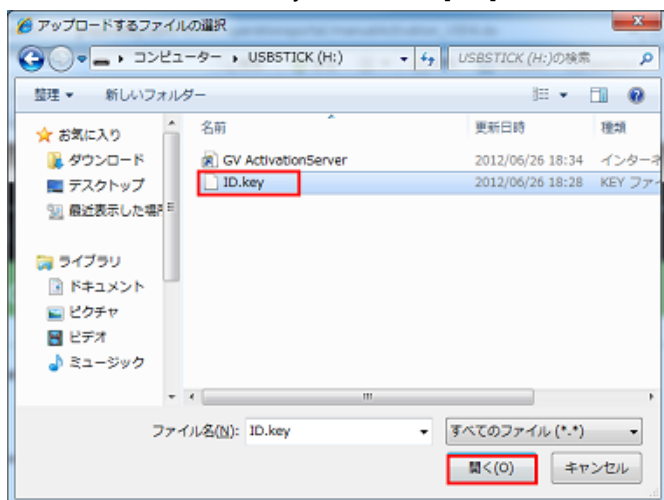 アップロードするファイルの選択
コンピューター ▸ USBSTICK (H:)
USBSTICK (H:)の検索
整理 ▼ 新しいフォルダー
お気に入り
ダウンロード
デスクトップ
最近表示した場所
ライブラリ
ドキュメント
ピクチャ
ビデオ
ミュージック
名前 更新日時 種類
GV ActivationServer 2012/06/26 18:34 インターネ
ID.key 2012/06/26 18:28 KEY ファ
ファイル名(N): ID.key
すべてのファイル (*.*)
開く(O) キャンセル